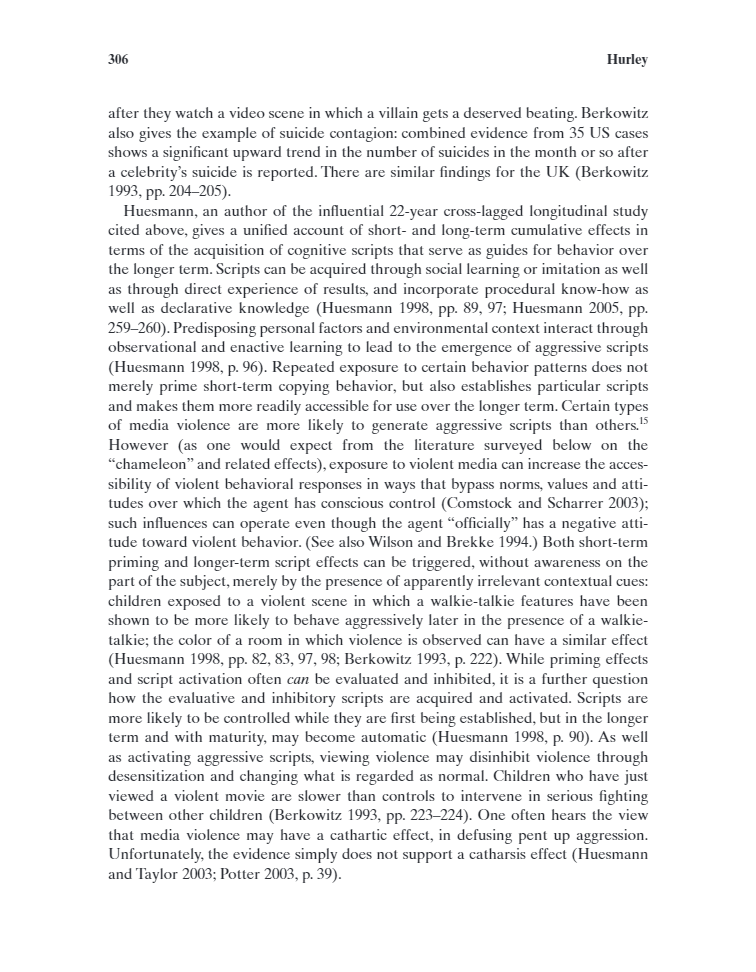 306 Hurley
after they watch a video scene in which a villain gets a deserved beating. Berkowitz
also gives the example of suicide contagion: combined evidence from 35 US cases
shows a significant upward trend in the number of suicides in the month or so after
a celebrity’s suicide is reported. There are similar findings for the UK (Berkowitz
1993, pp. 204–205).
Huesmann, an author of the influential 22-year cross-lagged longitudinal study
cited above, gives a unified account of short- and long-term cumulative effects in
terms of the acquisition of cognitive scripts that serve as guides for behavior over
the longer term. Scripts can be acquired through social learning or imitation as well
as through direct experience of results, and incorporate procedural know-how as
well as declarative knowledge (Huesmann 1998, pp. 89, 97; Huesmann 2005, pp.
259–260). Predisposing personal factors and environmental context interact through
observational and enactive learning to lead to the emergence of aggressive scripts
(Huesmann 1998, p. 96). Repeated exposure to certain behavior patterns does not
merely prime short-term copying behavior, but also establishes particular scripts
and makes them more readily accessible for use over the longer term. Certain types
of media violence are more likely to generate aggressive scripts than others.15
However (as one would expect from the literature surveyed below on the
“chameleon” and related effects), exposure to violent media can increase the acces-
sibility of violent behavioral responses in ways that bypass norms, values and atti-
tudes over which the agent has conscious control (Comstock and Scharrer 2003);
such influences can operate even though the agent “officially” has a negative atti-
tude toward violent behavior. (See also Wilson and Brekke 1994.) Both short-term
priming and longer-term script effects can be triggered, without awareness on the
part of the subject, merely by the presence of apparently irrelevant contextual cues:
children exposed to a violent scene in which a walkie-talkie features have been
shown to be more likely to behave aggressively later in the presence of a walkie-
talkie; the color of a room in which violence is observed can have a similar effect
(Huesmann 1998, pp. 82, 83, 97, 98; Berkowitz 1993, p. 222). While priming effects
and script activation often can be evaluated and inhibited, it is a further question
how the evaluative and inhibitory scripts are acquired and activated. Scripts are
more likely to be controlled while they are first being established, but in the longer
term and with maturity, may become automatic (Huesmann 1998, p. 90). As well
as activating aggressive scripts, viewing violence may disinhibit violence through
desensitization and changing what is regarded as normal. Children who have just
viewed a violent movie are slower than controls to intervene in serious fighting
between other children (Berkowitz 1993, pp. 223–224). One often hears the view
that media violence may have a cathartic effect, in defusing pent up aggression.
Unfortunately, the evidence simply does not support a catharsis effect (Huesmann
and Taylor 2003; Potter 2003, p. 39).